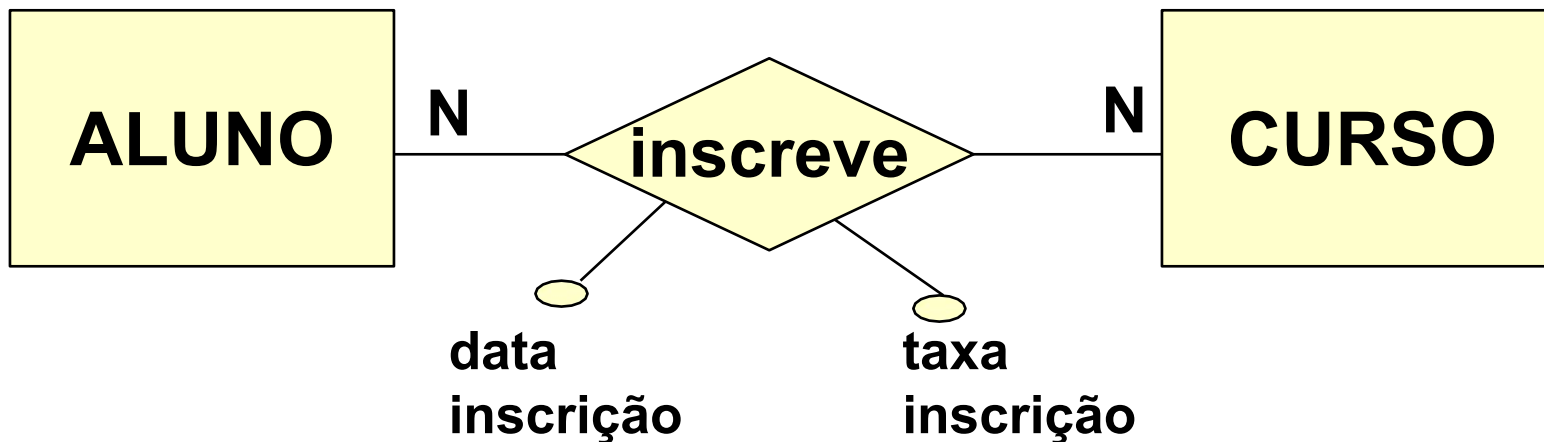 ALUNO
N
inscreve
N
CURSO
data
inscrição
taxa
inscrição